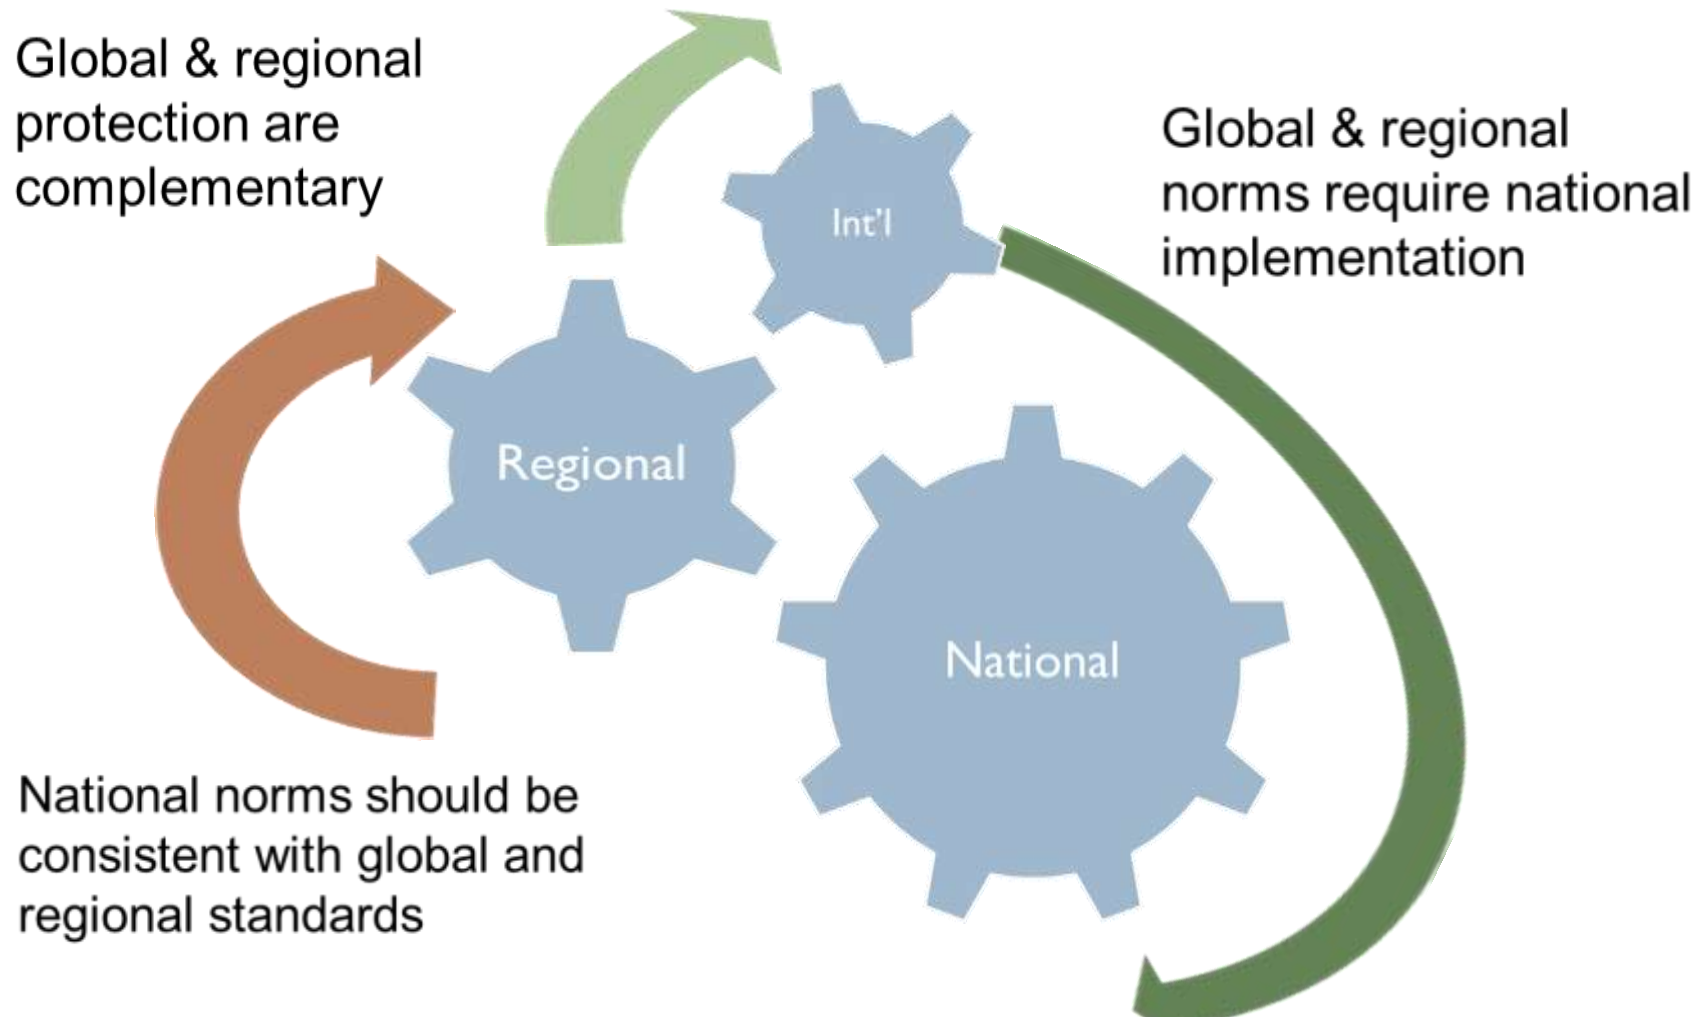 Global & regional
protection are
complementary
Global & regional
norms require national
implementation
Int'l
Regional
National
National norms should be
consistent with global and
regional standards